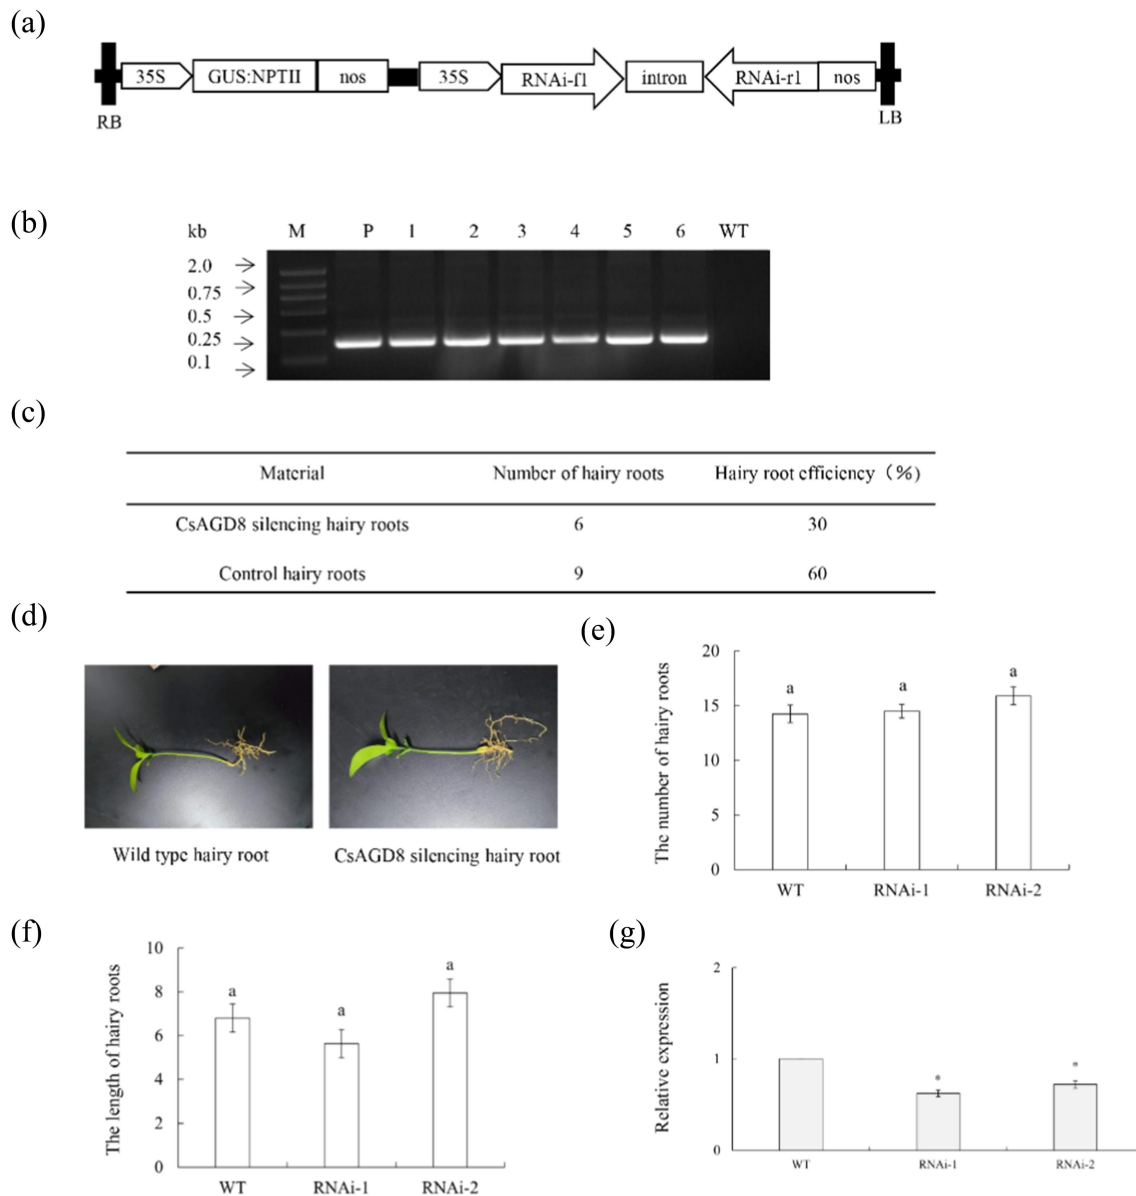 (a)
35S GUS:NPTII nos 35S RNAi-f1 intron RNAi-r1 nos
RB LB
(b)
kb M P 1 2 3 4 5 6 WT
2.0
0.75
0.5
0.25
0.1
(c)
Material Number of hairy roots Hairy root efficiency (%)
CsAGD8 silencing hairy roots 6 30
Control hairy roots 9 60
(d)
Wild type hairy root CsAGD8 silencing hairy root
(e)
The number of hairy roots
20
15
10
5
0
a a a
WT RNAi-1 RNAi-2
(f)
The length of hairy roots
10
8
6
4
2
0
a a a
WT RNAi-1 RNAi-2
(g)
Relative expression
2
1
0
* *
WT RNAi-1 RNAi-2